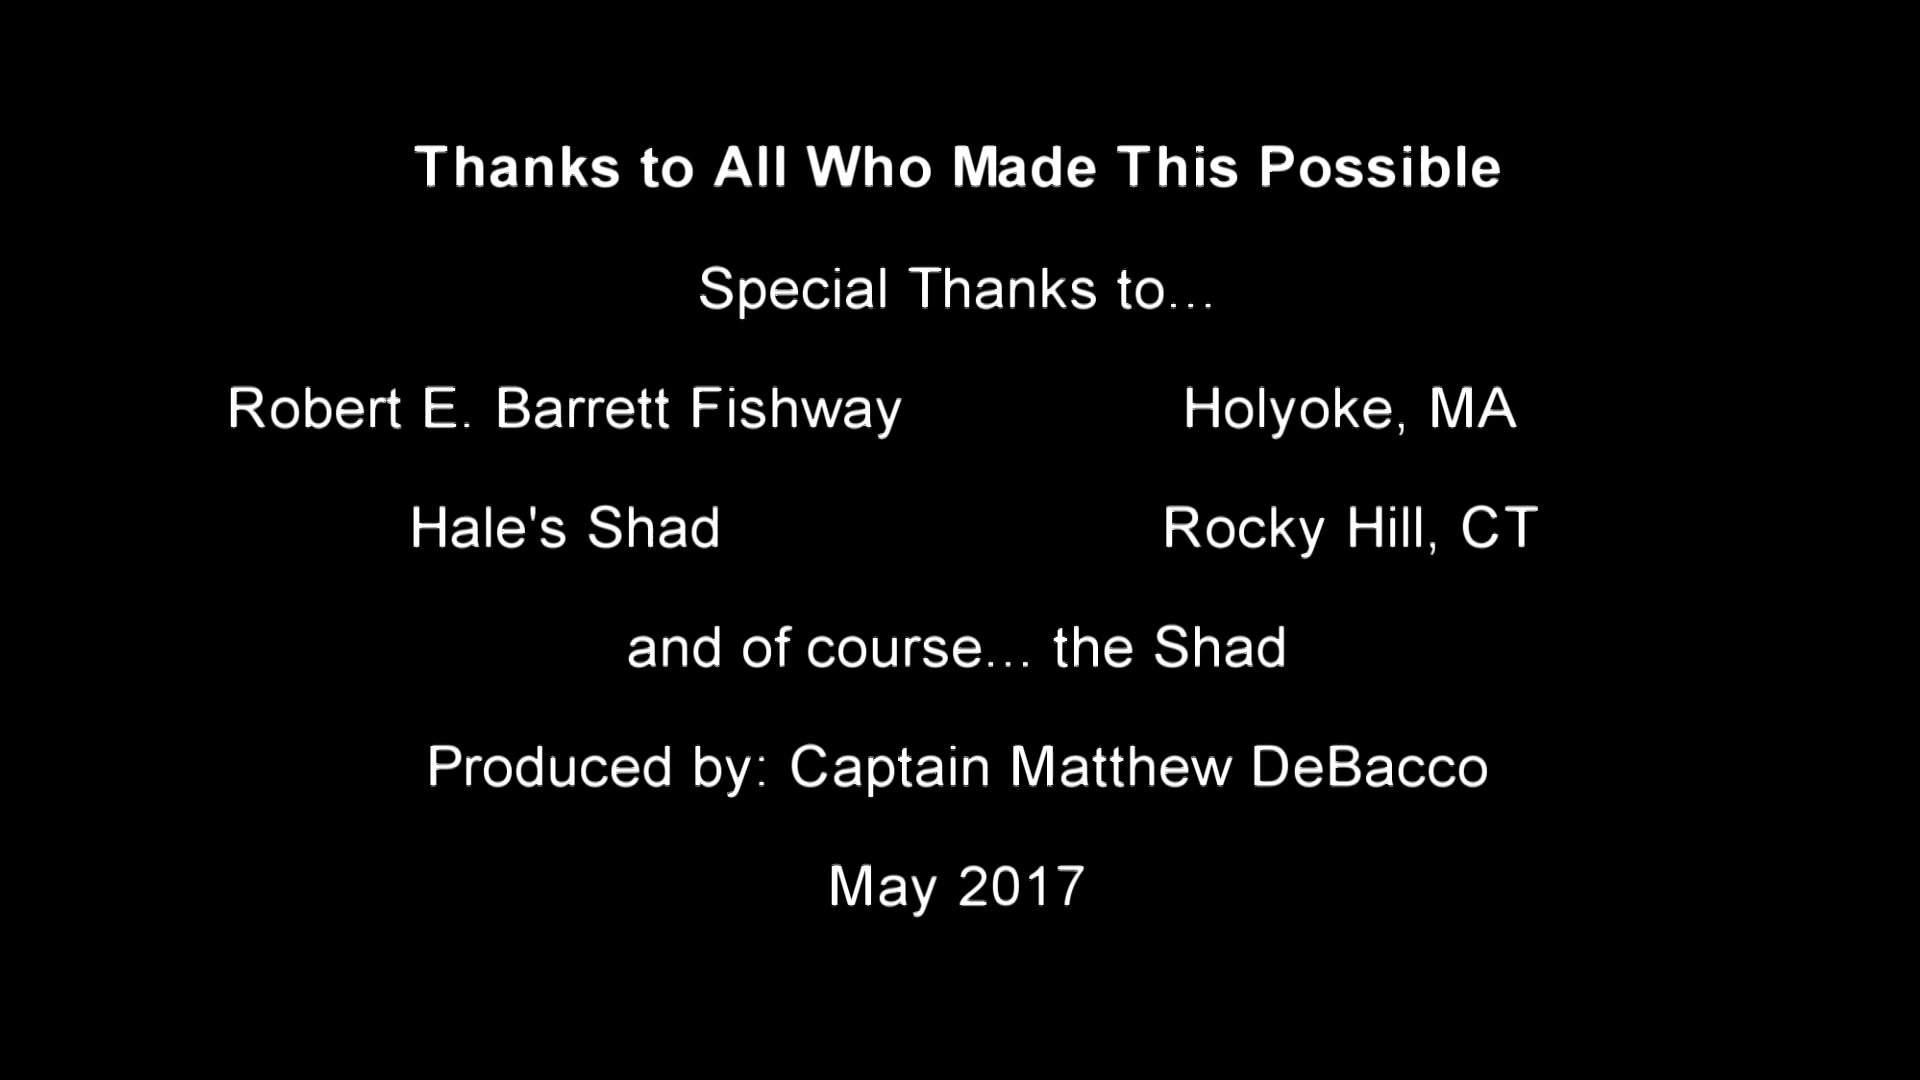 Thanks to All Who Made This Possible
Special Thanks to...
Robert E. Barrett Fishway Holyoke, MA
Hale's Shad Rocky Hill, CT
and of course... the Shad
Produced by: Captain Matthew DeBacco
May 2017